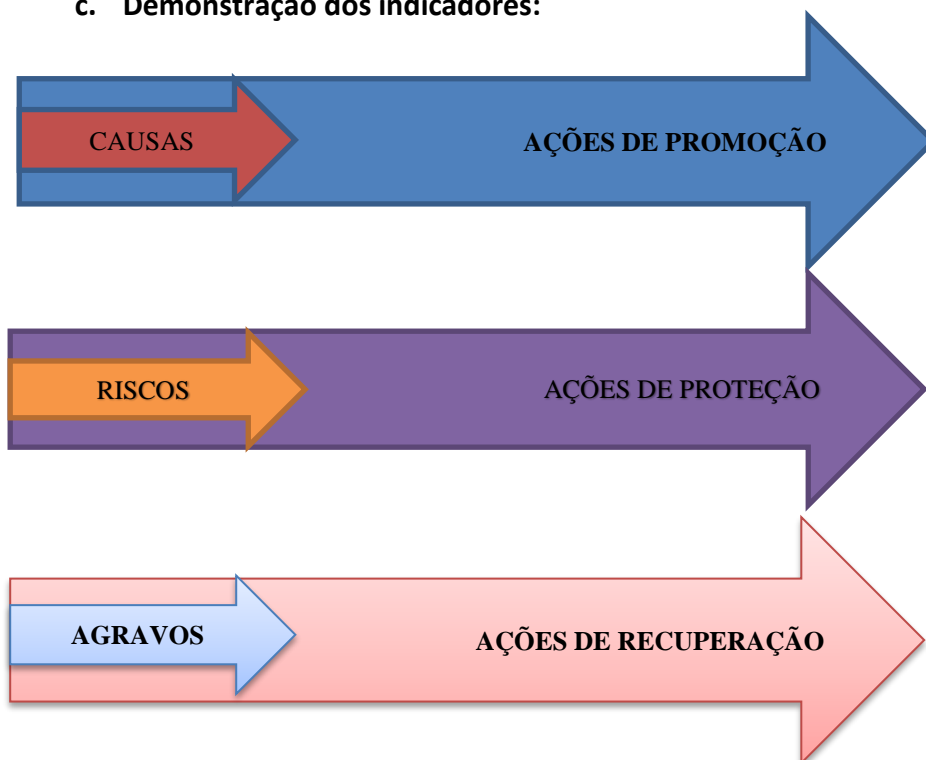 c. Demonstração dos indicadores:
CAUSAS
AÇÕES DE PROMOÇÃO
RISCOS
AÇÕES DE PROTEÇÃO
AGRAVOS
AÇÕES DE RECUPERAÇÃO